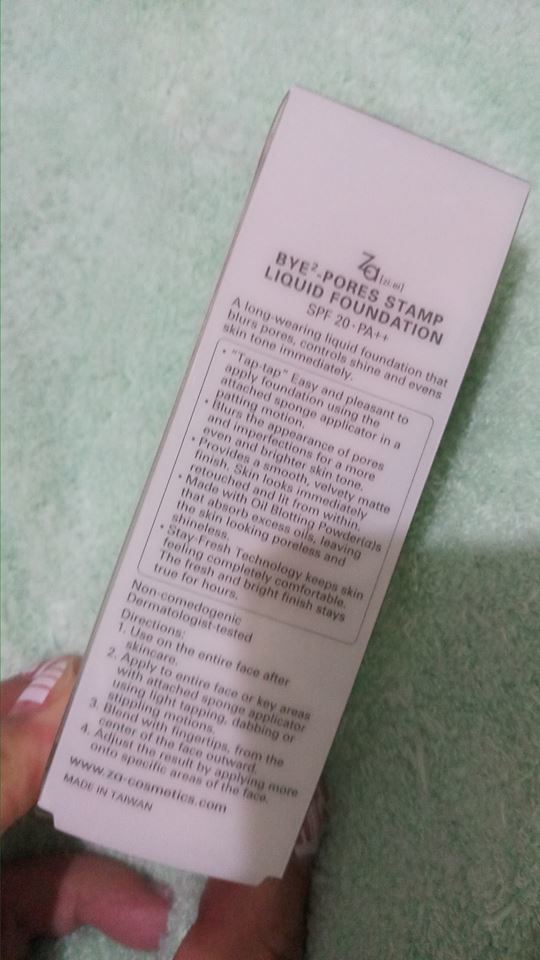 Za [zi:ei]
BYE²-PORES STAMP
LIQUID FOUNDATION
SPF 20·PA++
A long-wearing liquid foundation that
blurs pores, controls shine and evens
skin tone immediately.
• "Tap-tap" Easy and pleasant to
apply foundation using the
attached sponge applicator in a
patting motion.
• Blurs the appearance of pores
and imperfections for a more
even and brighter skin tone.
• Provides a smooth, velvety matte
finish. Skin looks immediately
retouched and lit from within.
• Made with Oil Blotting Powder(a)s
that absorb excess oils, leaving
the skin looking poreless and
shineless.
• Stay-Fresh Technology keeps skin
feeling completely comfortable.
The fresh and bright finish stays
true for hours.
Non-comedogenic
Dermatologist-tested
Directions:
1. Use on the entire face after
skincare.
2. Apply to entire face or key areas
with attached sponge applicator
using light tapping, dabbing or
stippling motions.
3. Blend with fingertips, from the
center of the face outward.
4. Adjust the result by applying more
onto specific areas of the face.
www.za-cosmetics.com
MADE IN TAIWAN